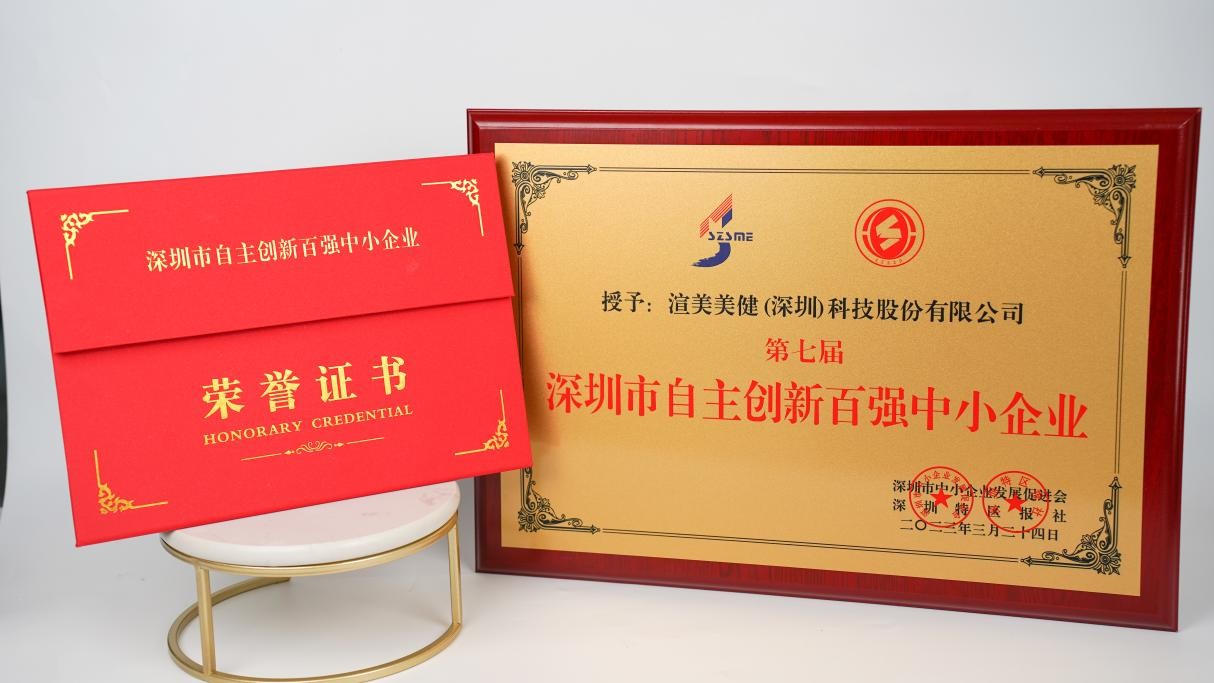 深圳市自主创新百强中小企业
荣誉证书
HONORARY CREDENTIAL
SZSME
授予：渲美美健(深圳)科技股份有限公司
第七届
深圳市自主创新百强中小企业
深圳市中小企业发展促进会
深圳特区报社
二〇二三年三月二十四日